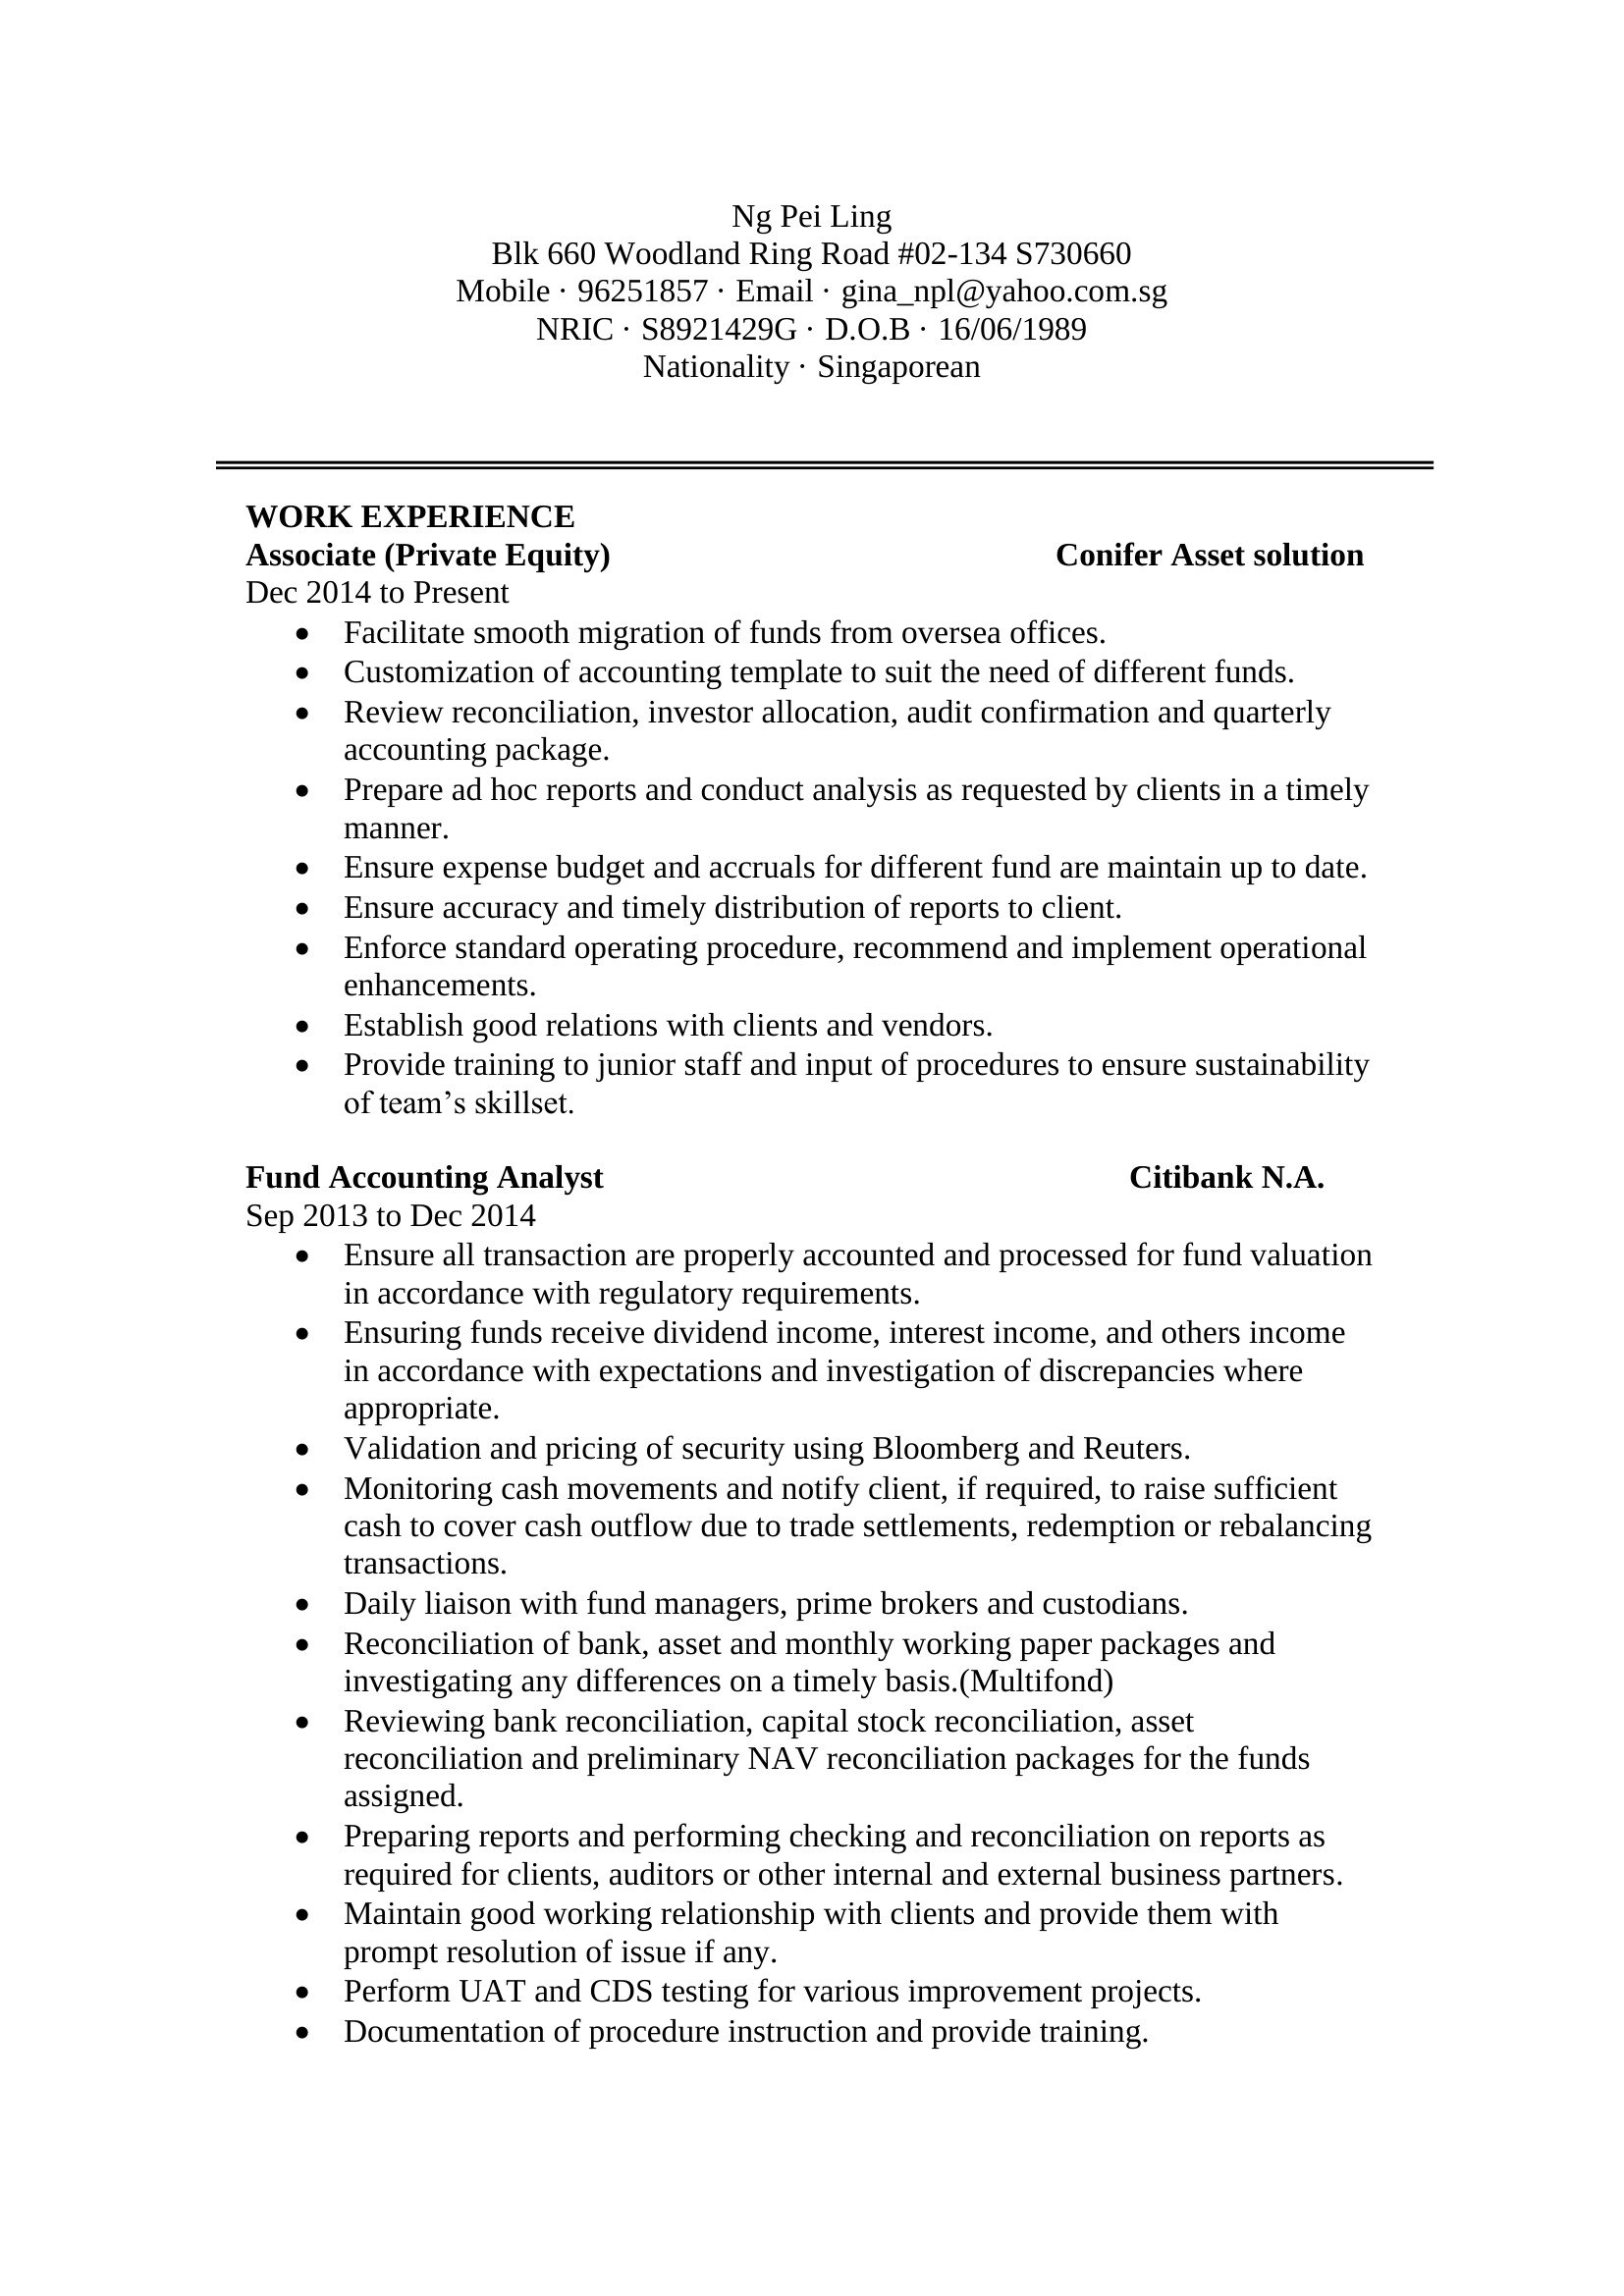 Ng Pei Ling
Blk 660 Woodland Ring Road #02-134 S730660
Mobile · 96251857 · Email · gina_npl@yahoo.com.sg
NRIC · S8921429G · D.O.B · 16/06/1989
Nationality · Singaporean
WORK EXPERIENCE
Associate (Private Equity) Conifer Asset solution
Dec 2014 to Present
• Facilitate smooth migration of funds from oversea offices.
• Customization of accounting template to suit the need of different funds.
• Review reconciliation, investor allocation, audit confirmation and quarterly
accounting package.
• Prepare ad hoc reports and conduct analysis as requested by clients in a timely
manner.
• Ensure expense budget and accruals for different fund are maintain up to date.
• Ensure accuracy and timely distribution of reports to client.
• Enforce standard operating procedure, recommend and implement operational
enhancements.
• Establish good relations with clients and vendors.
• Provide training to junior staff and input of procedures to ensure sustainability
of team’s skillset.
Fund Accounting Analyst Citibank N.A.
Sep 2013 to Dec 2014
• Ensure all transaction are properly accounted and processed for fund valuation
in accordance with regulatory requirements.
• Ensuring funds receive dividend income, interest income, and others income
in accordance with expectations and investigation of discrepancies where
appropriate.
• Validation and pricing of security using Bloomberg and Reuters.
• Monitoring cash movements and notify client, if required, to raise sufficient
cash to cover cash outflow due to trade settlements, redemption or rebalancing
transactions.
• Daily liaison with fund managers, prime brokers and custodians.
• Reconciliation of bank, asset and monthly working paper packages and
investigating any differences on a timely basis.(Multifond)
• Reviewing bank reconciliation, capital stock reconciliation, asset
reconciliation and preliminary NAV reconciliation packages for the funds
assigned.
• Preparing reports and performing checking and reconciliation on reports as
required for clients, auditors or other internal and external business partners.
• Maintain good working relationship with clients and provide them with
prompt resolution of issue if any.
• Perform UAT and CDS testing for various improvement projects.
• Documentation of procedure instruction and provide training.